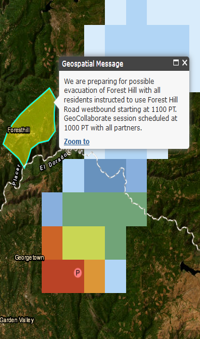 Geospatial Message
We are preparing for possible
evacuation of Forest Hill with all
residents instructed to use Forest Hill
Road westbound starting at 1100 PT.
GeoCollaborate session scheduled at
1000 PT with all partners.
Zoom to
Foresthill
Placer
El Dorado
Georgetown
P
Garden Valley